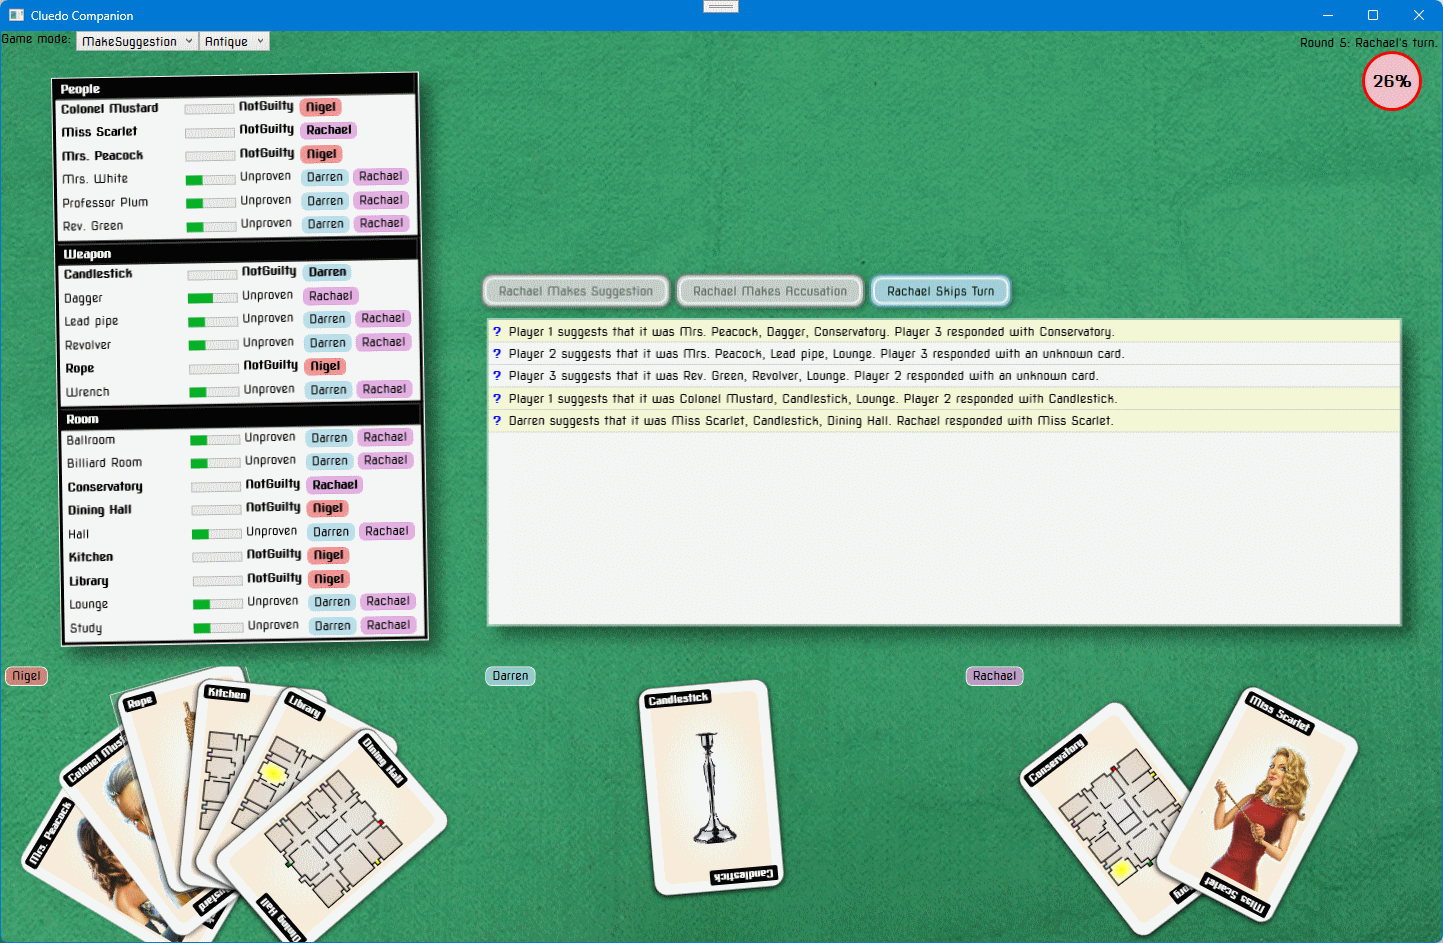 Cluedo Companion
Game mode: MakeSuggestion Antique
Round 5: Rachael's turn.
26%
People
Colonel Mustard NotGuilty Nigel
Miss Scarlet NotGuilty Rachael
Mrs. Peacock NotGuilty Nigel
Mrs. White Unproven Darren Rachael
Professor Plum Unproven Darren Rachael
Rev. Green Unproven Darren Rachael
Weapon
Candlestick NotGuilty Darren
Dagger Unproven Rachael
Lead pipe Unproven Darren Rachael
Revolver Unproven Darren Rachael
Rope NotGuilty Nigel
Wrench Unproven Darren Rachael
Room
Ballroom Unproven Darren Rachael
Billiard Room Unproven Darren Rachael
Conservatory NotGuilty Rachael
Dining Hall NotGuilty Nigel
Hall Unproven Darren Rachael
Kitchen NotGuilty Nigel
Library NotGuilty Nigel
Lounge Unproven Darren Rachael
Study Unproven Darren Rachael
Rachael Makes Suggestion Rachael Makes Accusation Rachael Skips Turn
? Player 1 suggests that it was Mrs. Peacock, Dagger, Conservatory. Player 3 responded with Conservatory.
? Player 2 suggests that it was Mrs. Peacock, Lead pipe, Lounge. Player 3 responded with an unknown card.
? Player 3 suggests that it was Rev. Green, Revolver, Lounge. Player 2 responded with an unknown card.
? Player 1 suggests that it was Colonel Mustard, Candlestick, Lounge. Player 2 responded with Candlestick.
? Darren suggests that it was Miss Scarlet, Candlestick, Dining Hall. Rachael responded with Miss Scarlet.
Nigel
Mrs. Peacock
Colonel Mus
ustard
Rope
Kitchen
Library
Dining Hall
Dining Hall
Darren
Candlestick
Candlestick
Rachael
Conservatory
tory
Miss Scarlet
Miss Scarlet